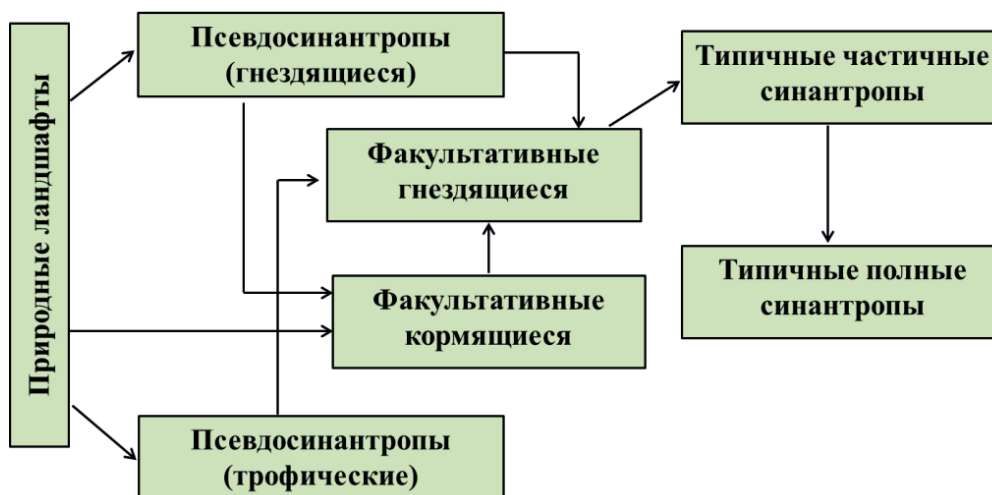 Природные ландшафты
Псевдосинантропы
(гнездящиеся)
Факультативные
гнездящиеся
Факультативные
кормящиеся
Псевдосинантропы
(трофические)
Типичные частичные
синантропы
Типичные полные
синантропы